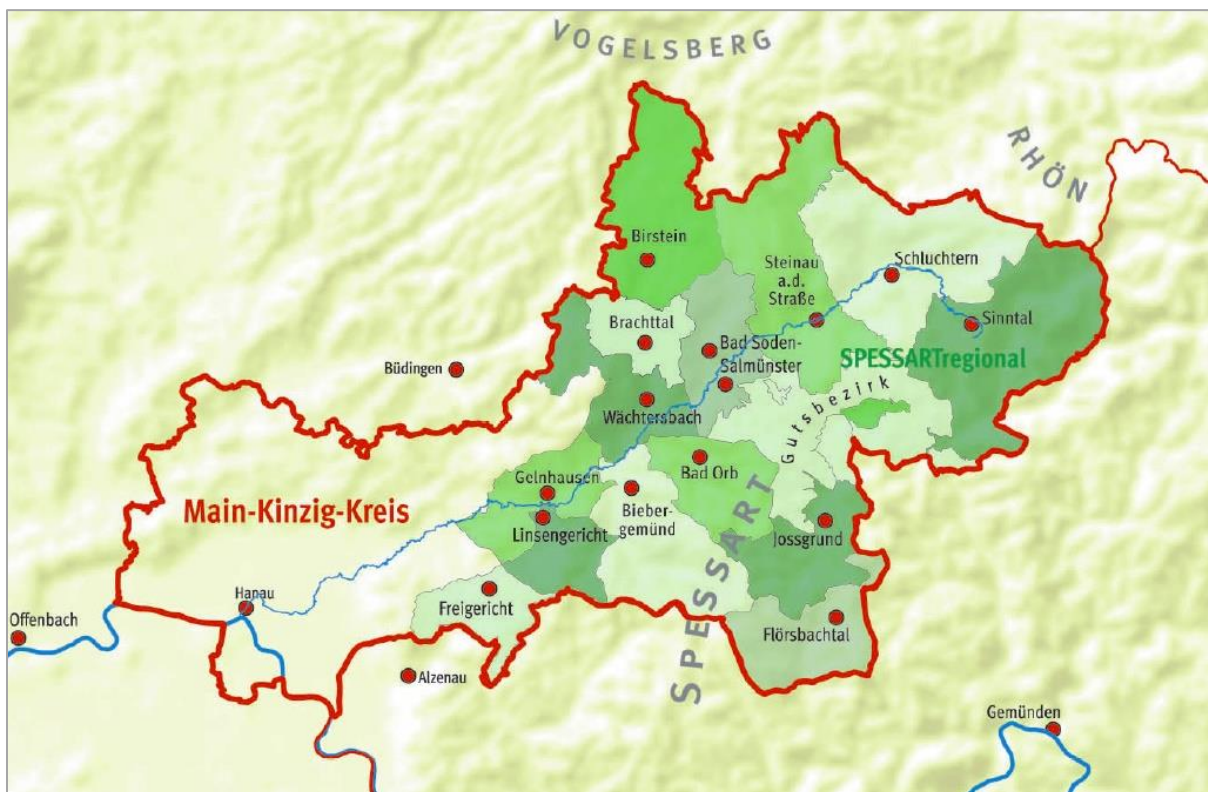 VOGELSBERG
RHÖN
Birstein
Steinau
a.d.
Straße
Schluchtern
Sinntal
Brachttal
Bad Soden-
Salmünster
SPESSARTregional
Büdingen
Wächtersbach
Gutsbezirk
Bad Orb
Gelnhausen
Main-Kinzig-Kreis
Bieber-
gemünd
Linsengericht
Jossgrund
SPESSART
Hanau
Freigericht
Offenbach
Flörsbachtal
Alzenau
Gemünden